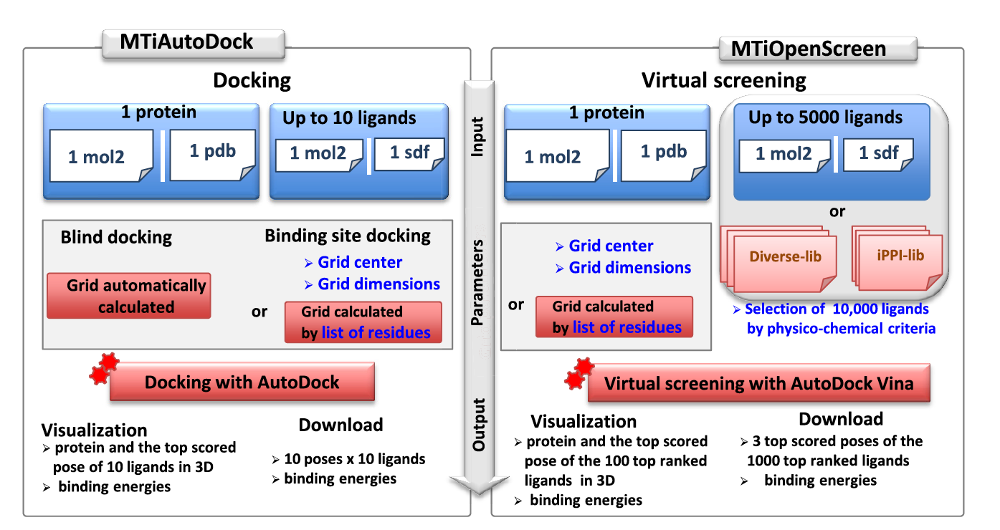 MTiAutoDock
Docking
1 protein
1 mol2
1 pdb
Up to 10 ligands
1 mol2
1 sdf
Blind docking
Grid automatically
calculated
or
Binding site docking
➢ Grid center
➢ Grid dimensions
Grid calculated
by list of residues
Docking with AutoDock
Visualization
➢ protein and the top scored
pose of 10 ligands in 3D
➢ binding energies
Download
➢ 10 poses x 10 ligands
➢ binding energies
Input
Parameters
Output
MTiOpenScreen
Virtual screening
1 protein
1 mol2
1 pdb
Up to 5000 ligands
1 mol2
1 sdf
or
Diverse-lib
iPPI-lib
➢ Selection of 10,000 ligands
by physico-chemical criteria
➢ Grid center
➢ Grid dimensions
or
Grid calculated
by list of residues
Virtual screening with AutoDock Vina
Visualization
➢ protein and the top scored
pose of the 100 top ranked
ligands in 3D
➢ binding energies
Download
➢ 3 top scored poses of the
1000 top ranked ligands
➢ binding energies